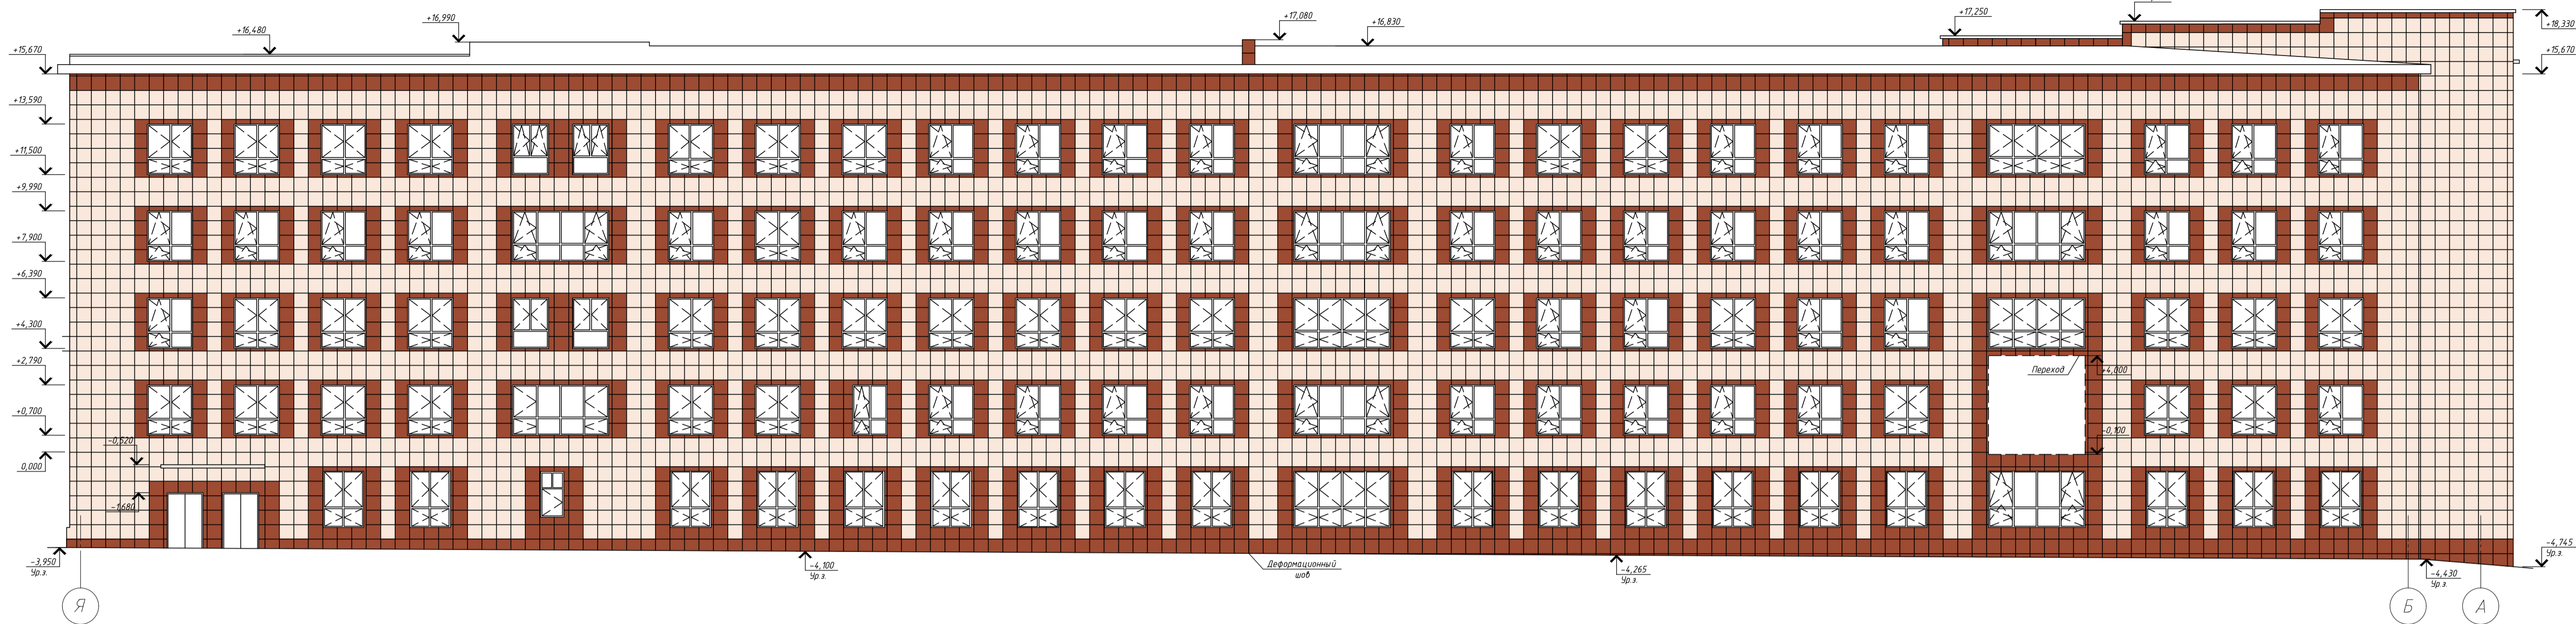 +16,990
+17,080
+17,250
+16,480
+16,830
+18,330
+15,670
+15,670
+13,590
+11,500
+9,990
+7,900
+6,390
+4,300
+2,790
Переход
+4,000
+0,700
-0,520
-0,100
0,000
-1,680
-3,950
Ур.з.
-4,100
Ур.з.
Деформационный
шов
-4,265
Ур.з.
-4,430
Ур.з.
-4,745
Ур.з.
Я
Б
А